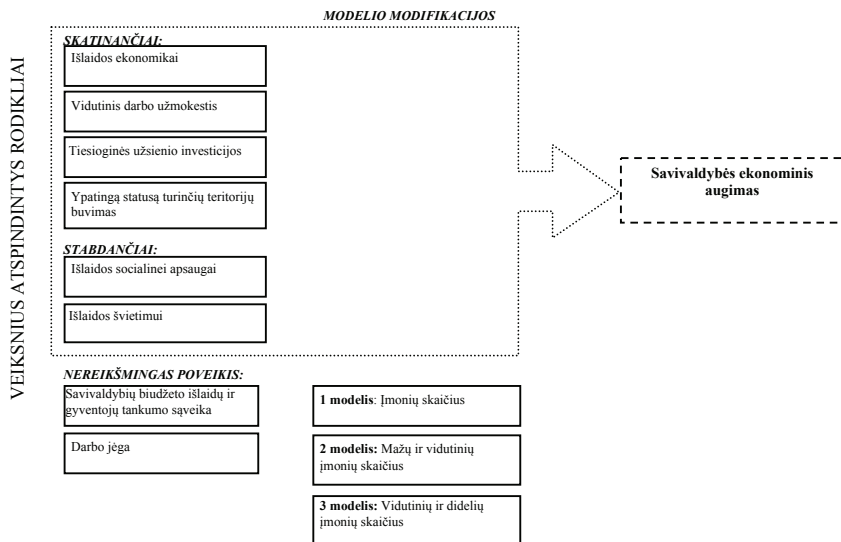 MODELIO MODIFIKACIJOS
VEIKSNIUS ATSPINDINTYS RODIKLIAI
SKATINANČIAI:
Išlaidos ekonomikai
Vidutinis darbo užmokestis
Tiesioginės užsienio investicijos
Ypatingą statusą turinčių teritorijų
buvimas
STABDANČIAI:
Išlaidos socialinei apsaugai
Išlaidos švietimui
Savivaldybės ekonominis
augimas
NEREIKŠMINGAS POVEIKIS:
Savivaldybių biudžeto išlaidų ir
gyventojų tankumo sąveika
Darbo jėga
1 modelis: Įmonių skaičius
2 modelis: Mažų ir vidutinių
įmonių skaičius
3 modelis: Vidutinių ir didelių
įmonių skaičius